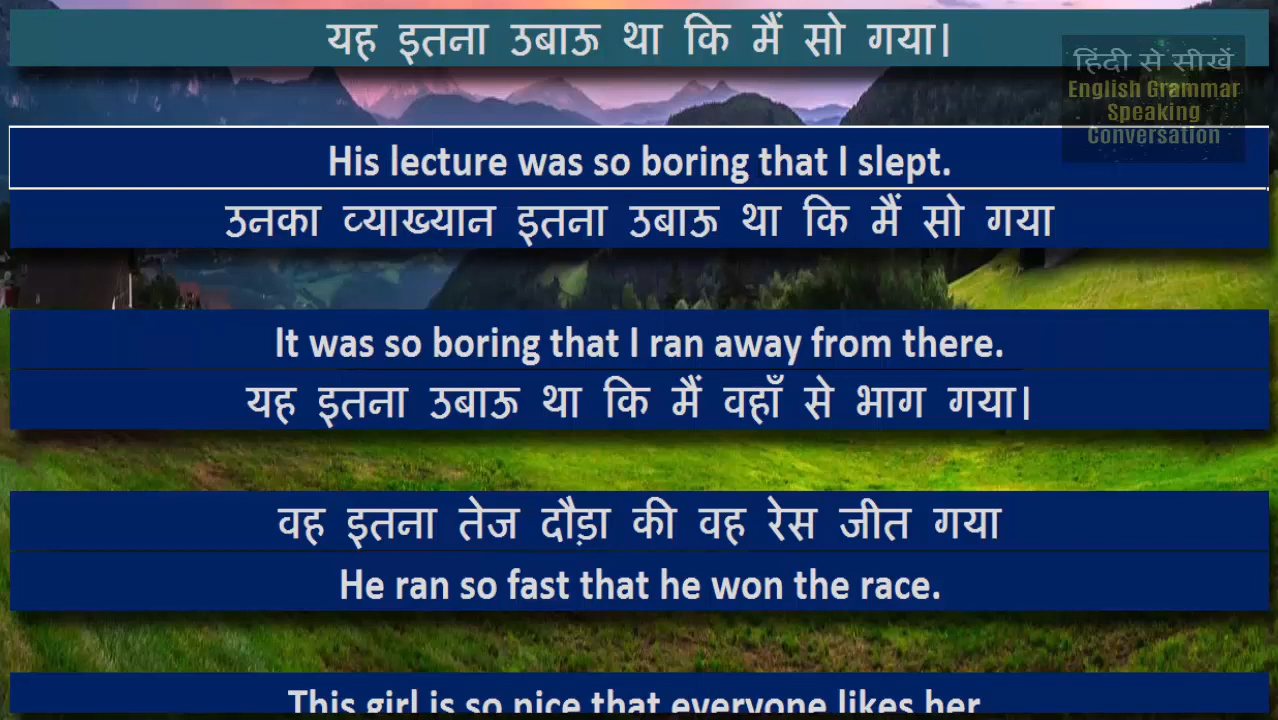 यह इतना उबाऊ था कि मैं सो गया।
हिंदी से सीखें
English Grammar
Speaking
Conversation
His lecture was so boring that I slept.
उनका व्याख्यान इतना उबाऊ था कि मैं सो गया
It was so boring that I ran away from there.
यह इतना उबाऊ था कि मैं वहाँ से भाग गया।
वह इतना तेज दौड़ा की वह रेस जीत गया
He ran so fast that he won the race.
This girl is so nice that everyone likes her